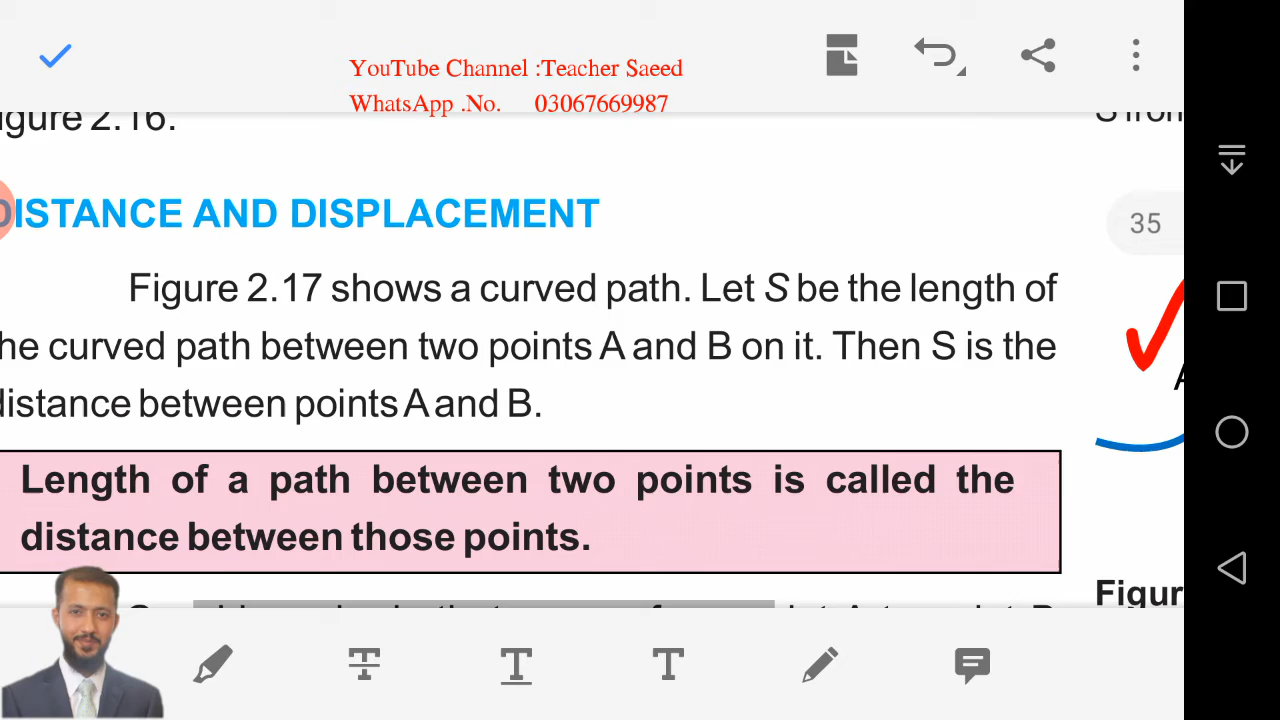 YouTube Channel :Teacher Saeed
WhatsApp .No. 03067669987
igure 2.16.
DISTANCE AND DISPLACEMENT
35
Figure 2.17 shows a curved path. Let S be the length of
he curved path between two points A and B on it. Then S is the
distance between points A and B.
Length of a path between two points is called the
distance between those points.
Figur